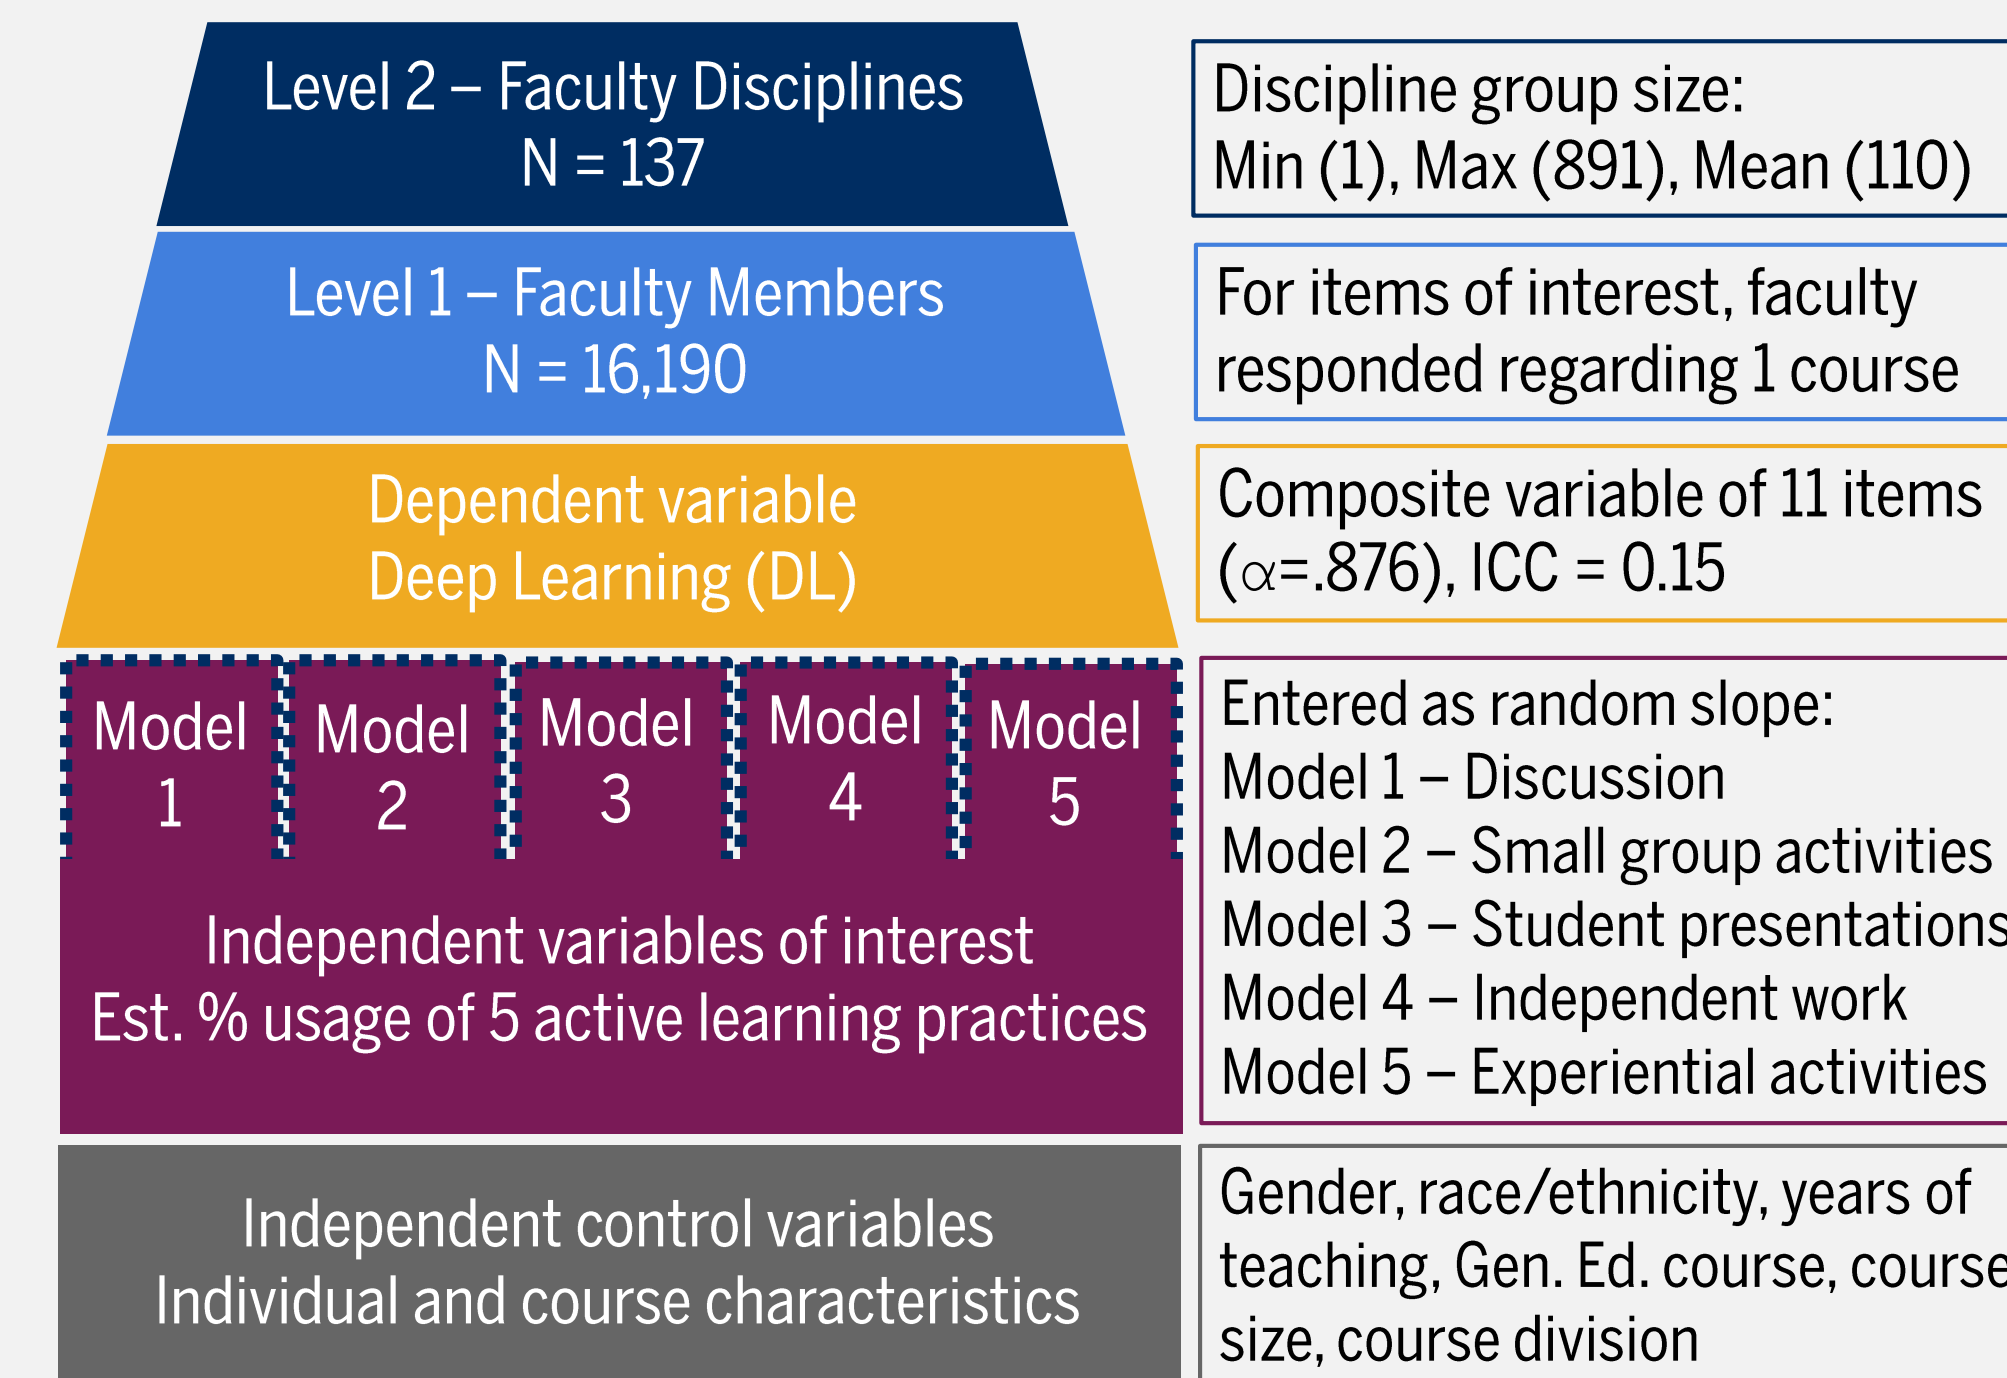 Level 2 – Faculty Disciplines
N = 137
Discipline group size:
Min (1), Max (891), Mean (110)
Level 1 – Faculty Members
N = 16,190
For items of interest, faculty
responded regarding 1 course
Dependent variable
Deep Learning (DL)
Composite variable of 11 items
(α=.876), ICC = 0.15
Model
1
Model
2
Model
3
Model
4
Model
5
Independent variables of interest
Est. % usage of 5 active learning practices
Entered as random slope:
Model 1 – Discussion
Model 2 – Small group activities
Model 3 – Student presentations
Model 4 – Independent work
Model 5 – Experiential activities
Independent control variables
Individual and course characteristics
Gender, race/ethnicity, years of
teaching, Gen. Ed. course, course
size, course division